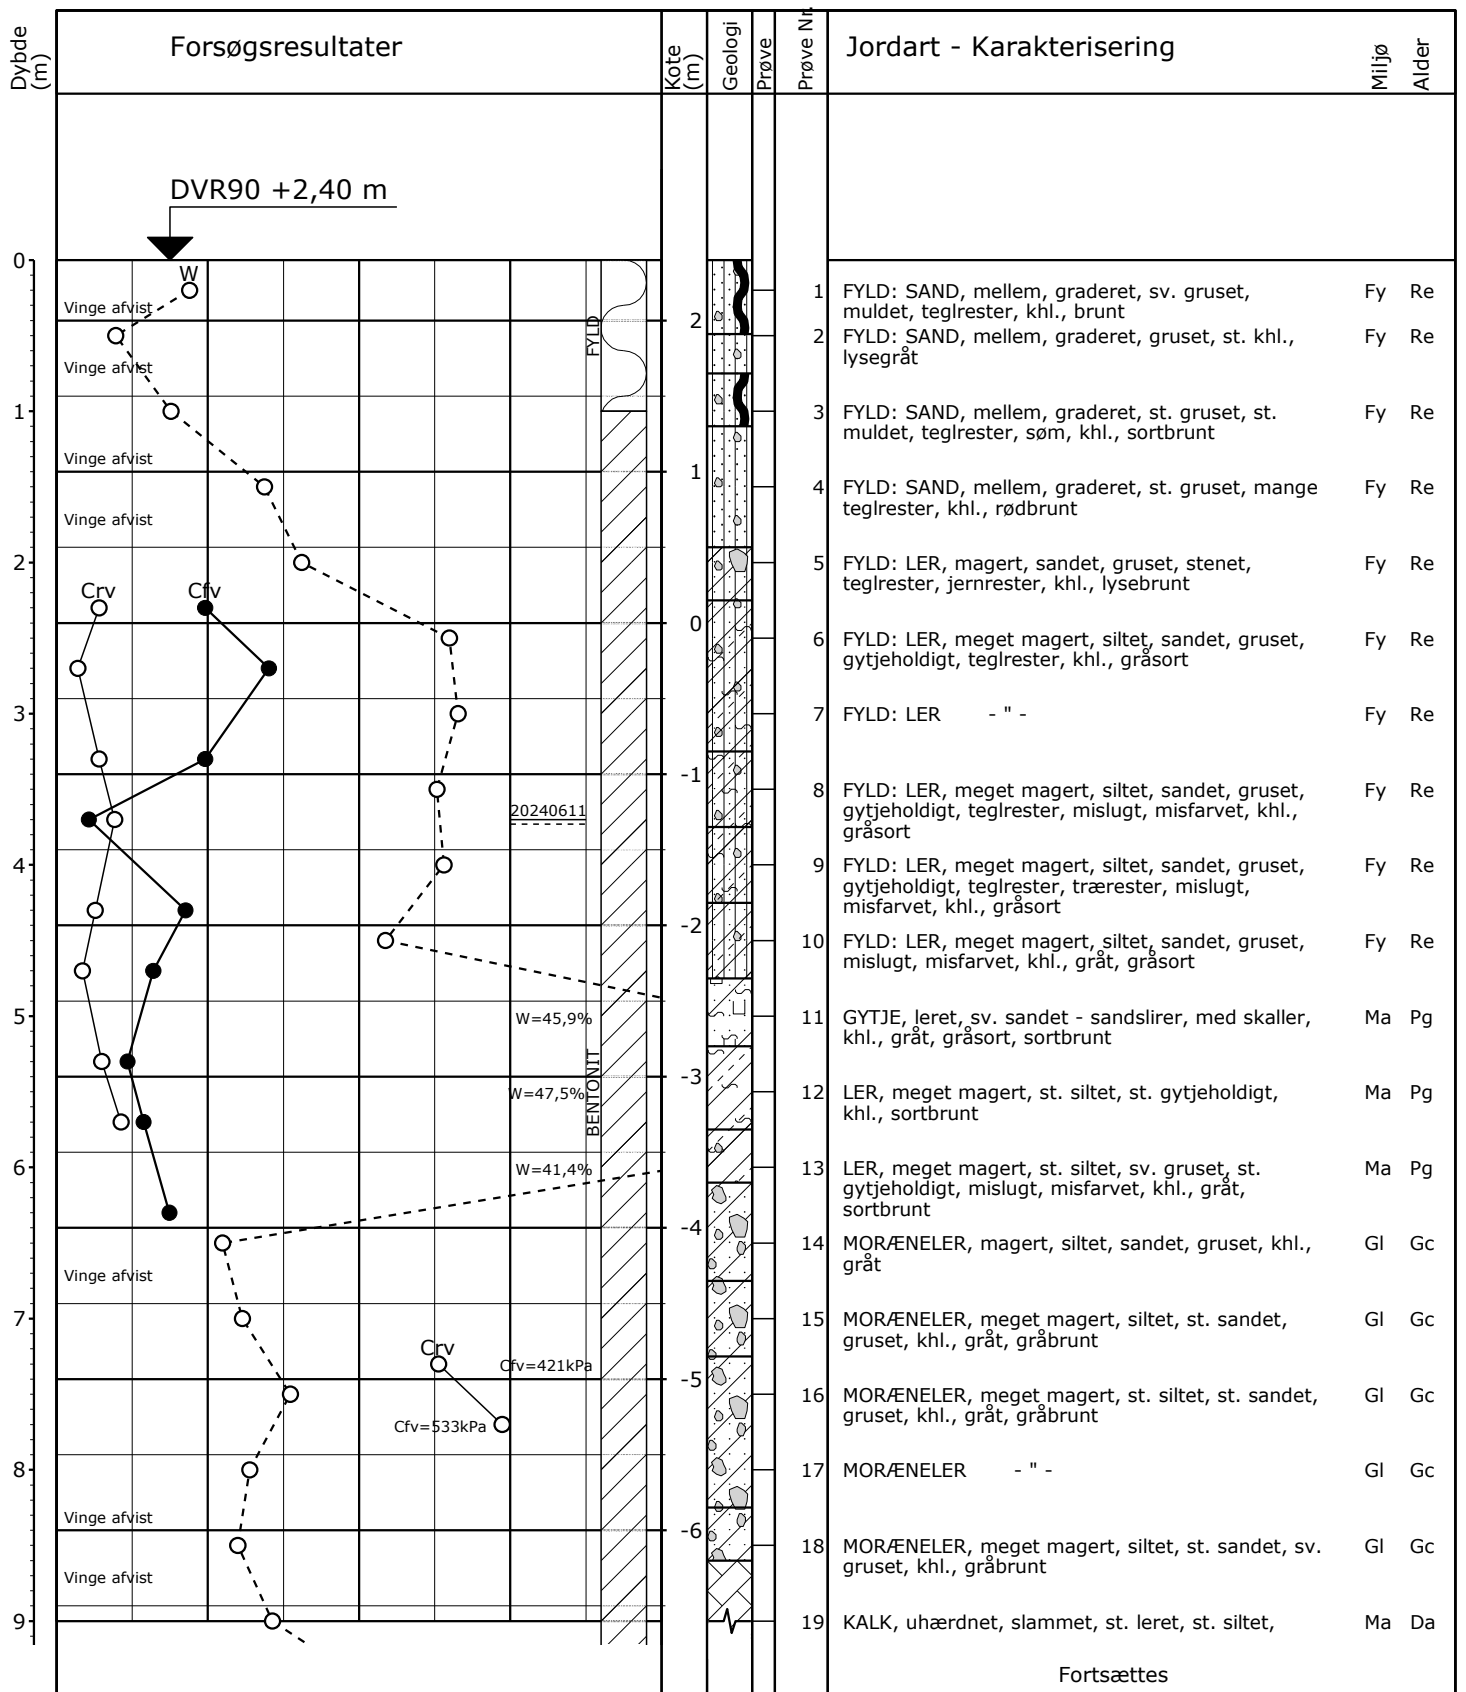 Dybde (m)
Forsøgsresultater
Kote (m)
Geologi
Prøve
Prøve Nr.
Jordart - Karakterisering
Miljø
Alder
DVR90 +2,40 m
0
W
Vinge afvist
FYLD
2
1 FYLD: SAND, mellem, graderet, sv. gruset, Fy Re
muldet, teglrester, khl., brunt
2 FYLD: SAND, mellem, graderet, gruset, st. khl., Fy Re
lysegråt
Vinge afvist
1
3 FYLD: SAND, mellem, graderet, st. gruset, st. Fy Re
muldet, teglrester, søm, khl., sortbrunt
Vinge afvist
1
4 FYLD: SAND, mellem, graderet, st. gruset, mange Fy Re
teglrester, khl., rødbrunt
Vinge afvist
2
5 FYLD: LER, magert, sandet, gruset, stenet, Fy Re
teglrester, jernrester, khl., lysebrunt
Crv
Cfv
0
6 FYLD: LER, meget magert, siltet, sandet, gruset, Fy Re
gytjeholdigt, teglrester, khl., gråsort
3
7 FYLD: LER - " - Fy Re
-1
8 FYLD: LER, meget magert, siltet, sandet, gruset, Fy Re
gytjeholdigt, teglrester, mislugt, misfarvet, khl.,
gråsort
20240611
4
9 FYLD: LER, meget magert, siltet, sandet, gruset, Fy Re
gytjeholdigt, teglrester, trærester, mislugt,
misfarvet, khl., gråsort
-2
10 FYLD: LER, meget magert, siltet, sandet, gruset, Fy Re
mislugt, misfarvet, khl., gråt, gråsort
5
W=45,9%
11 GYTJE, leret, sv. sandet - sandslirer, med skaller, Ma Pg
khl., gråt, gråsort, sortbrunt
BENTONIT
-3
W=47,5%
12 LER, meget magert, st. siltet, st. gytjeholdigt, Ma Pg
khl., sortbrunt
6
W=41,4%
13 LER, meget magert, st. siltet, sv. gruset, st. Ma Pg
gytjeholdigt, mislugt, misfarvet, khl., gråt,
sortbrunt
-4
14 MORÆNELER, magert, siltet, sandet, gruset, khl., Gl Gc
gråt
Vinge afvist
7
15 MORÆNELER, meget magert, siltet, st. sandet, Gl Gc
gruset, khl., gråt, gråbrunt
Crv
Cfv=421kPa
-5
16 MORÆNELER, meget magert, st. siltet, st. sandet, Gl Gc
gruset, khl., gråt, gråbrunt
Cfv=533kPa
8
17 MORÆNELER - " - Gl Gc
Vinge afvist
-6
18 MORÆNELER, meget magert, siltet, st. sandet, sv. Gl Gc
gruset, khl., gråbrunt
Vinge afvist
9
19 KALK, uhærdnet, slammet, st. leret, st. siltet, Ma Da
Fortsættes